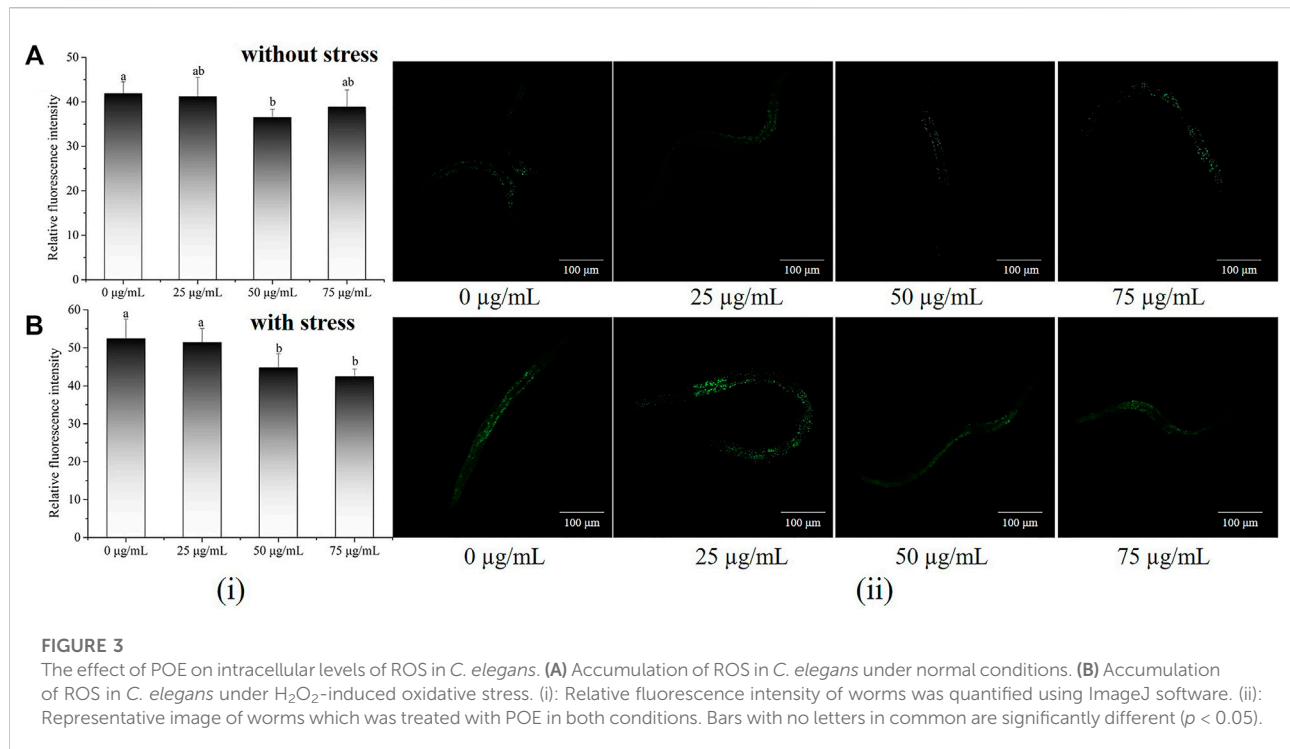 A
without stress
Relative fluorescence intensity
50
40
30
20
10
0
a
ab
b
ab
0 µg/mL
25 µg/mL
50 µg/mL
75 µg/mL
100 µm
100 µm
100 µm
100 µm
0 µg/mL
25 µg/mL
50 µg/mL
75 µg/mL
B
with stress
Relative fluorescence intensity
60
50
40
30
20
10
0
a
a
b
b
0 µg/mL
25 µg/mL
50 µg/mL
75 µg/mL
100 µm
100 µm
100 µm
100 µm
0 µg/mL
25 µg/mL
50 µg/mL
75 µg/mL
(i)
(ii)
FIGURE 3
The effect of POE on intracellular levels of ROS in C. elegans. (A) Accumulation of ROS in C. elegans under normal conditions. (B) Accumulation
of ROS in C. elegans under H₂O₂-induced oxidative stress. (i): Relative fluorescence intensity of worms was quantified using ImageJ software. (ii):
Representative image of worms which was treated with POE in both conditions. Bars with no letters in common are significantly different (p < 0.05).